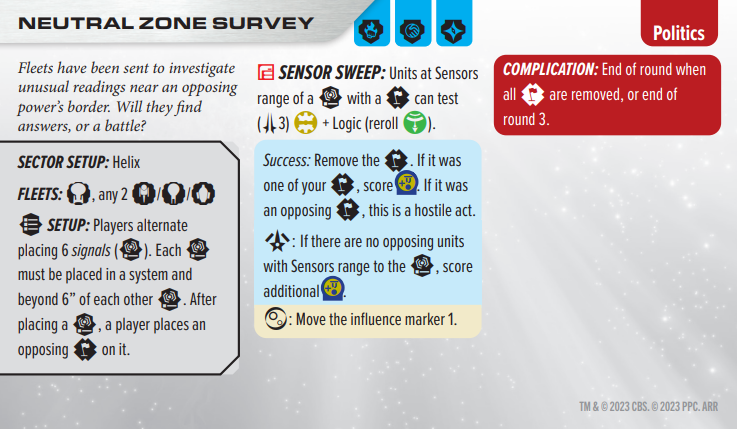 NEUTRAL ZONE SURVEY
Politics
Fleets have been sent to investigate
unusual readings near an opposing
power's border. Will they find
answers, or a battle?
SECTOR SETUP: Helix
FLEETS: , any 2 / /
SETUP: Players alternate
placing 6 signals ( ). Each
must be placed in a system and
beyond 6” of each other . After
placing a , a player places an
opposing on it.
SENSOR SWEEP: Units at Sensors
range of a with a can test
( 3) + Logic (reroll ).
Success: Remove the . If it was
one of your , score . If it was
an opposing , this is a hostile act.
: If there are no opposing units
with Sensors range to the , score
additional .
: Move the influence marker 1.
COMPLICATION: End of round when
all are removed, or end of
round 3.
TM & © 2023 CBS. © 2023 PPC. ARR